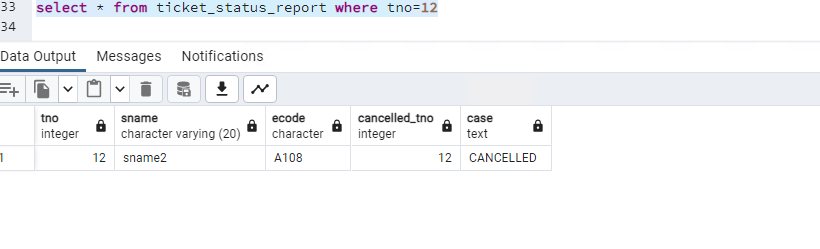 33 select * from ticket_status_report where tno=12
34
Data Output Messages Notifications
tno sname ecode cancelled_tno case
integer character varying (20) character integer text
1 12 sname2 A108 12 CANCELLED